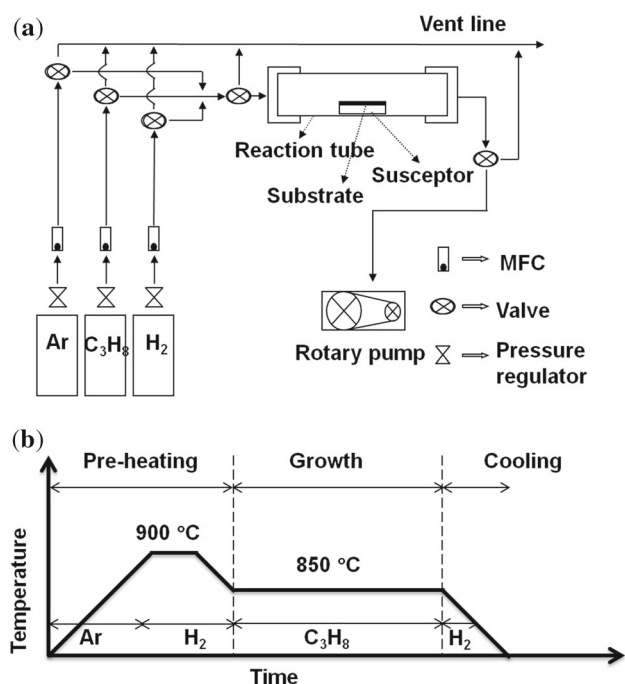 (a)
Vent line
Reaction tube
Susceptor
Substrate
MFC
Ar
C₃H₈
H₂
Valve
Rotary pump
Pressure
regulator
(b)
Pre-heating
Growth
Cooling
900 °C
850 °C
Temperature
Ar
H₂
C₃H₈
H₂
Time